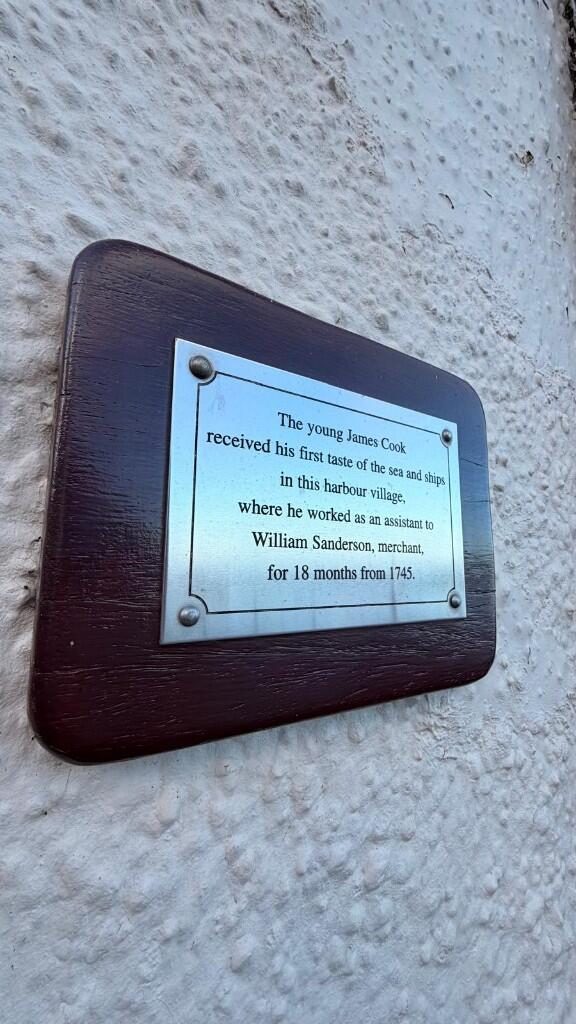 The young James Cook
received his first taste of the sea and ships
in this harbour village,
where he worked as an assistant to
William Sanderson, merchant,
for 18 months from 1745.